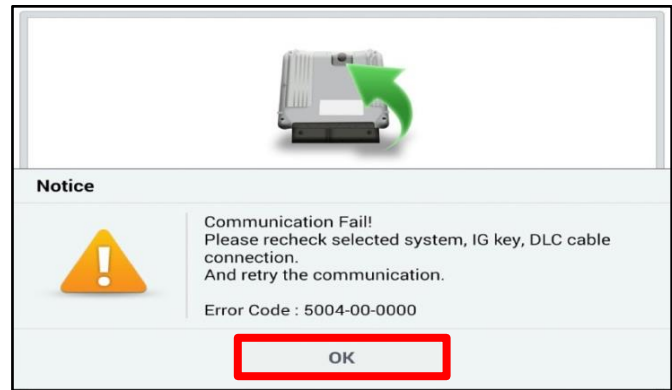 Notice
Communication Fail!
Please recheck selected system, IG key, DLC cable
connection.
And retry the communication.
Error Code : 5004-00-0000
OK